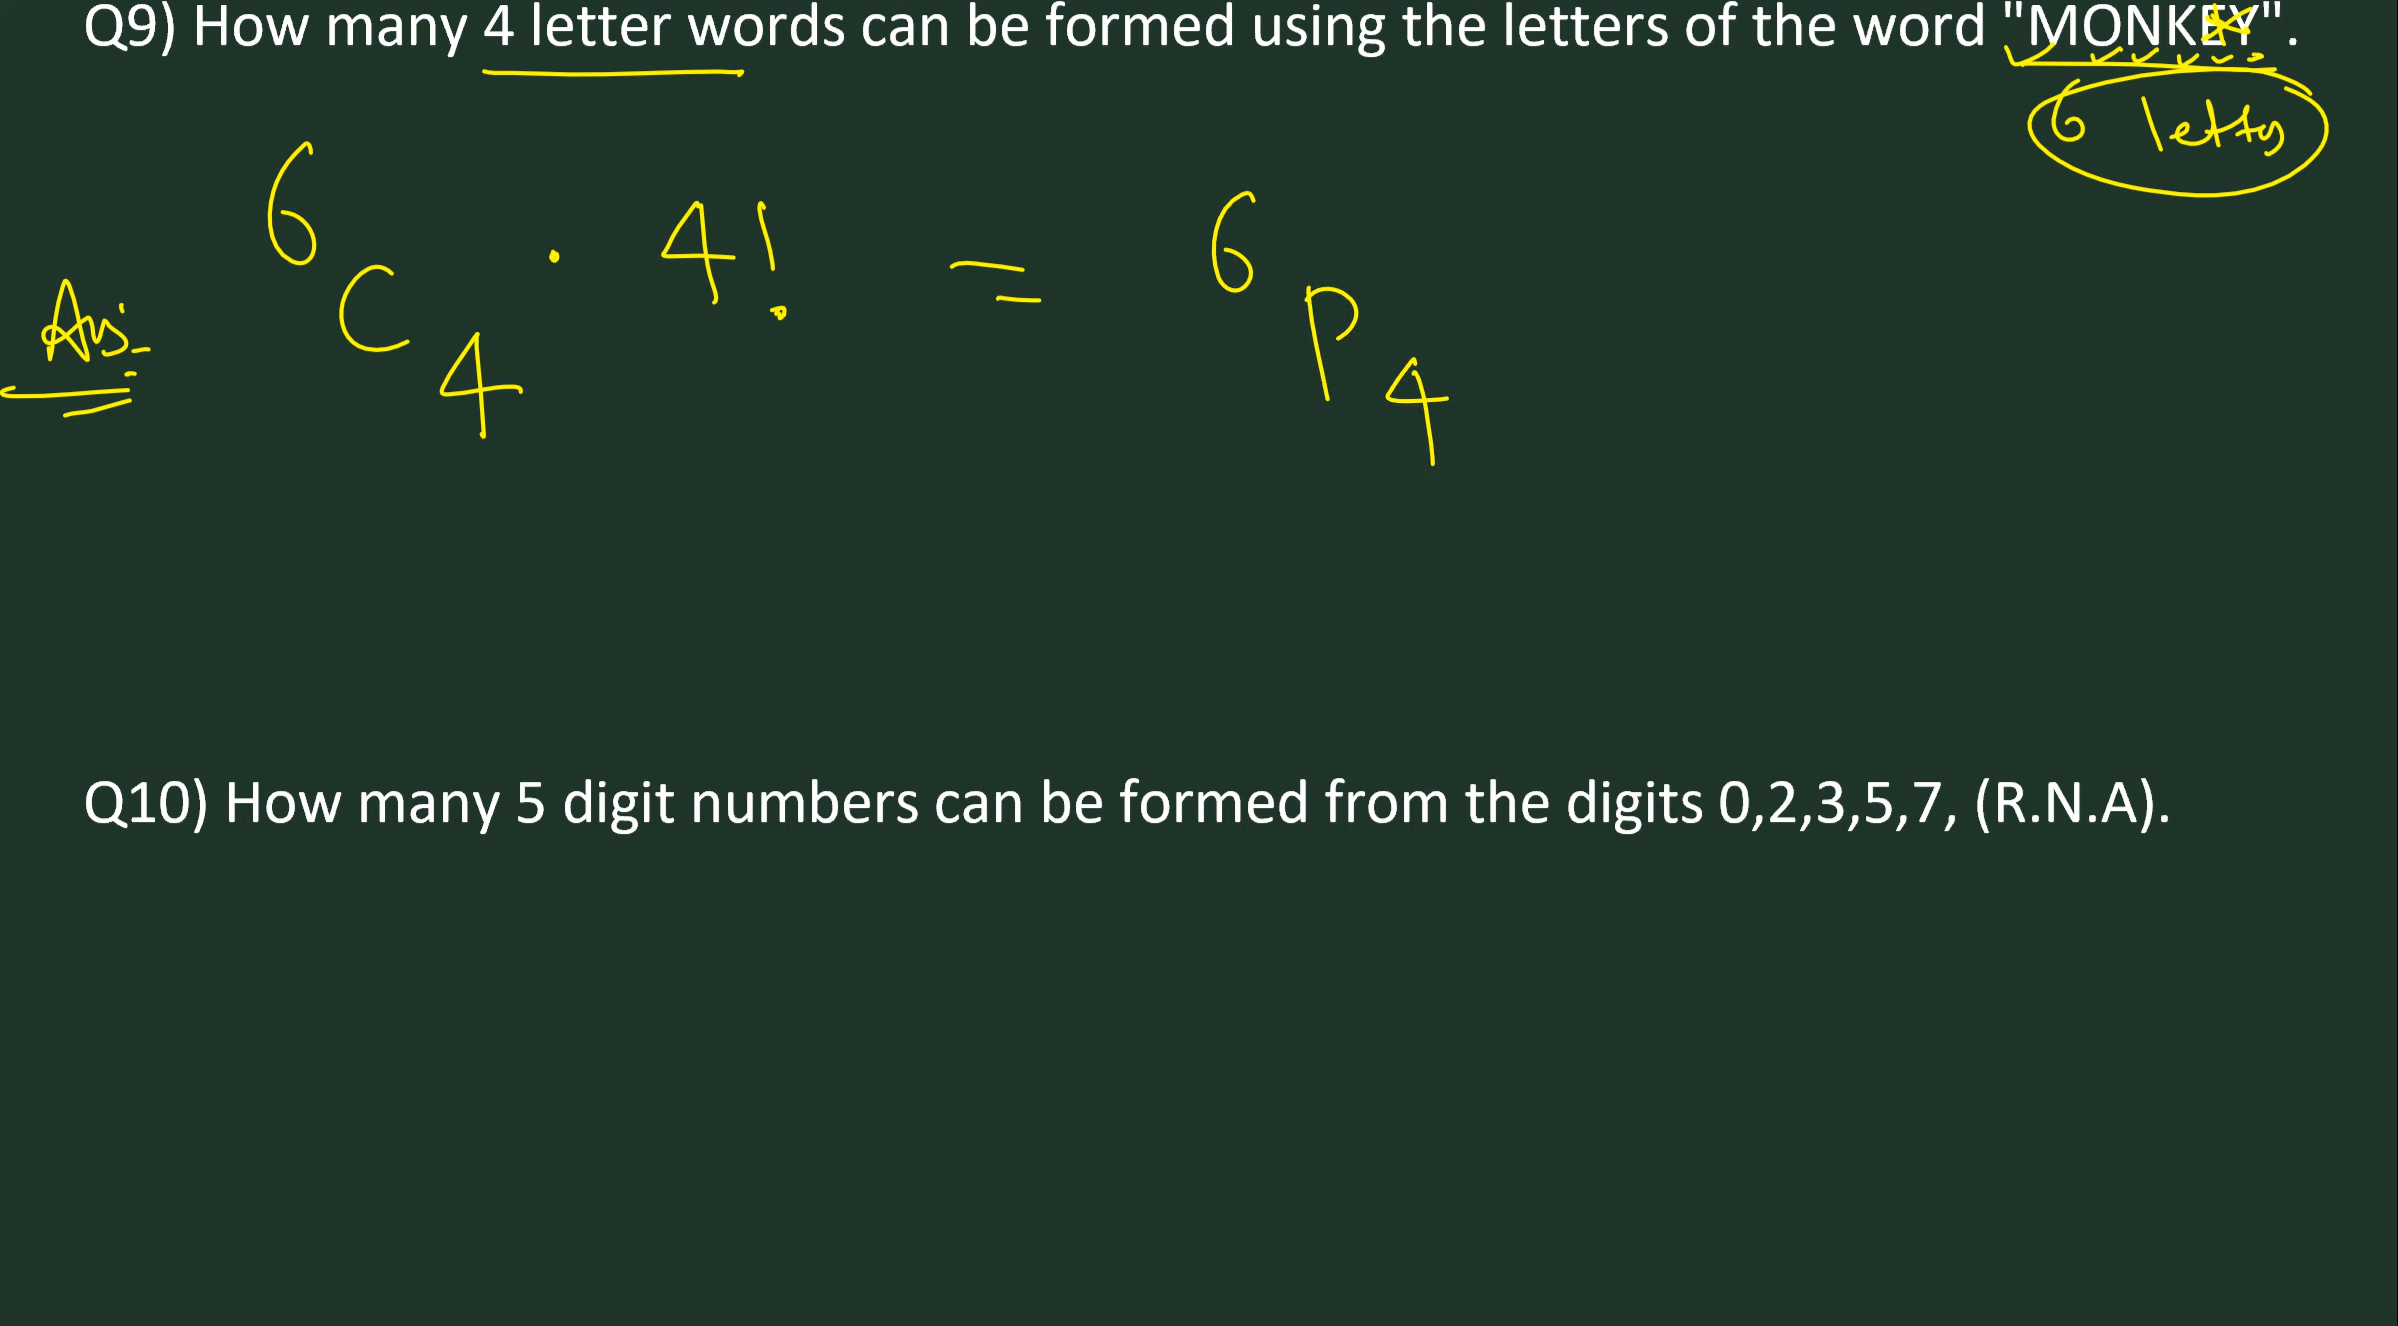 Q9) How many 4 letter words can be formed using the letters of the word "MONKEY".
6 letters
Ans:- ⁶C₄ · 4! = ⁶P₄
Q10) How many 5 digit numbers can be formed from the digits 0,2,3,5,7, (R.N.A).